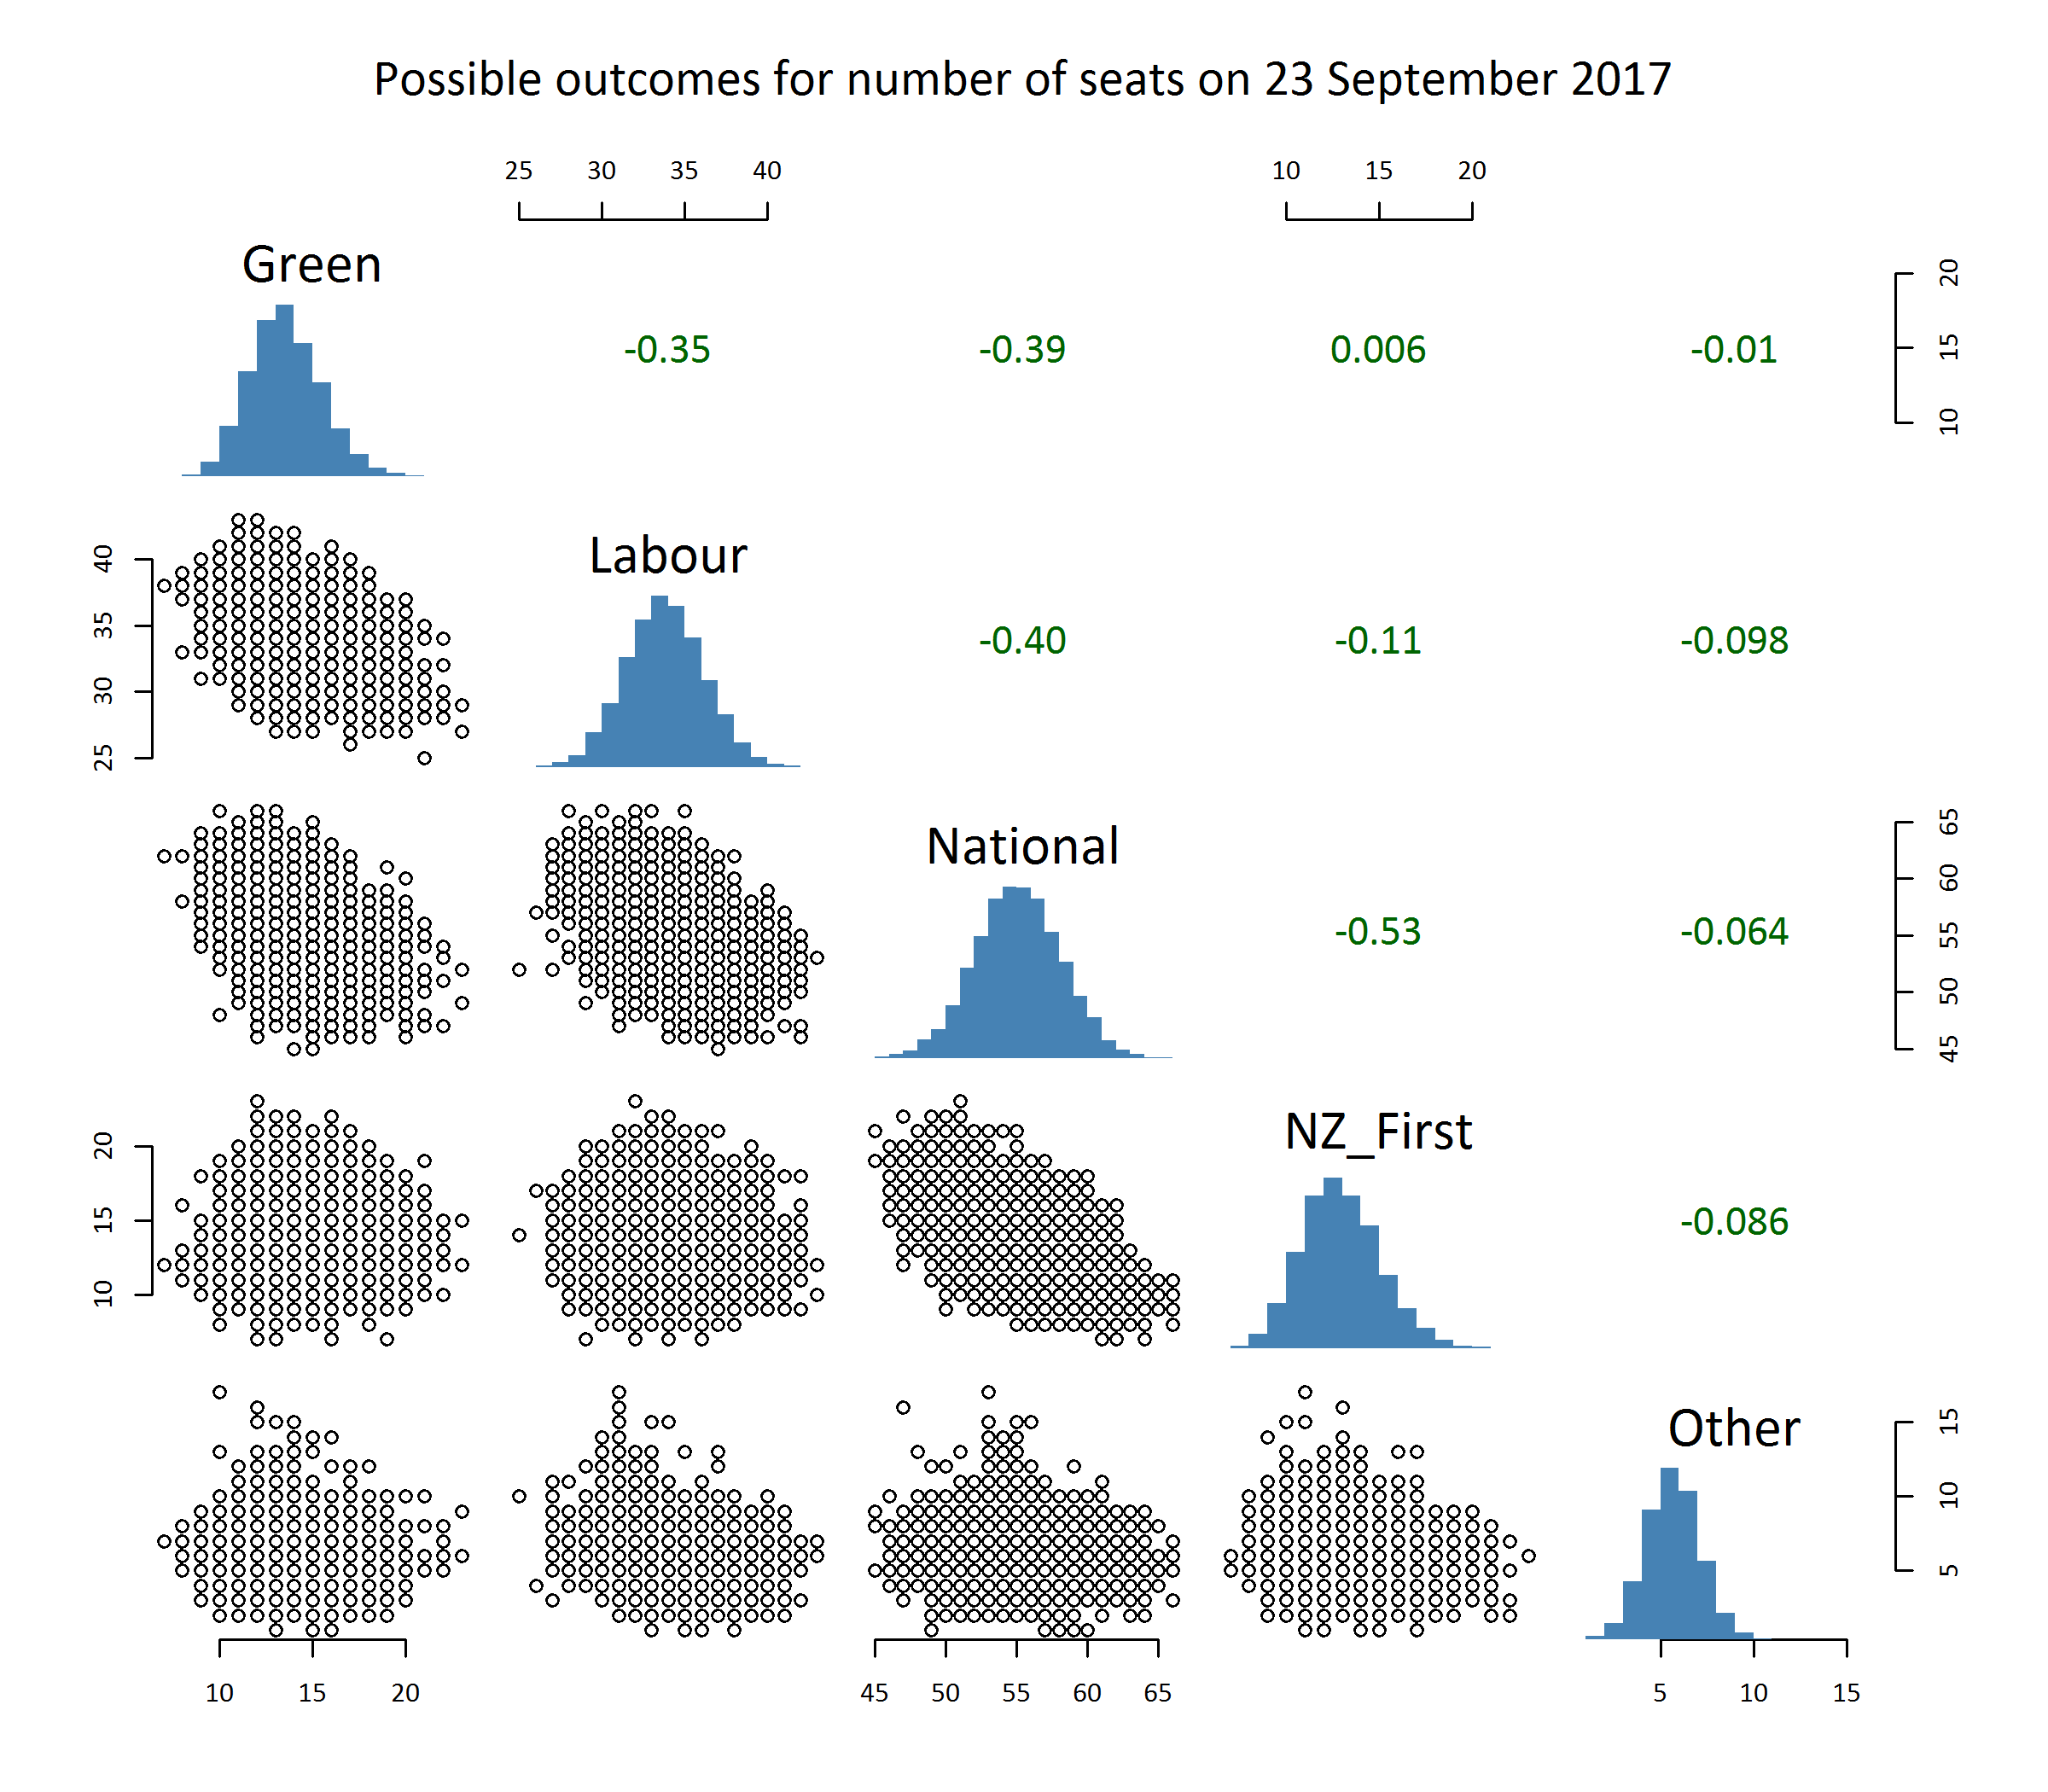 Possible outcomes for number of seats on 23 September 2017
25 30 35 40
10 15 20
Green
-0.35
-0.39
0.006
-0.01
20
15
10
Labour
40
35
30
25
-0.40
-0.11
-0.098
National
-0.53
-0.064
65
60
55
50
45
NZ_First
20
15
10
-0.086
Other
15
10
5
10 15 20
45 50 55 60 65
5 10 15